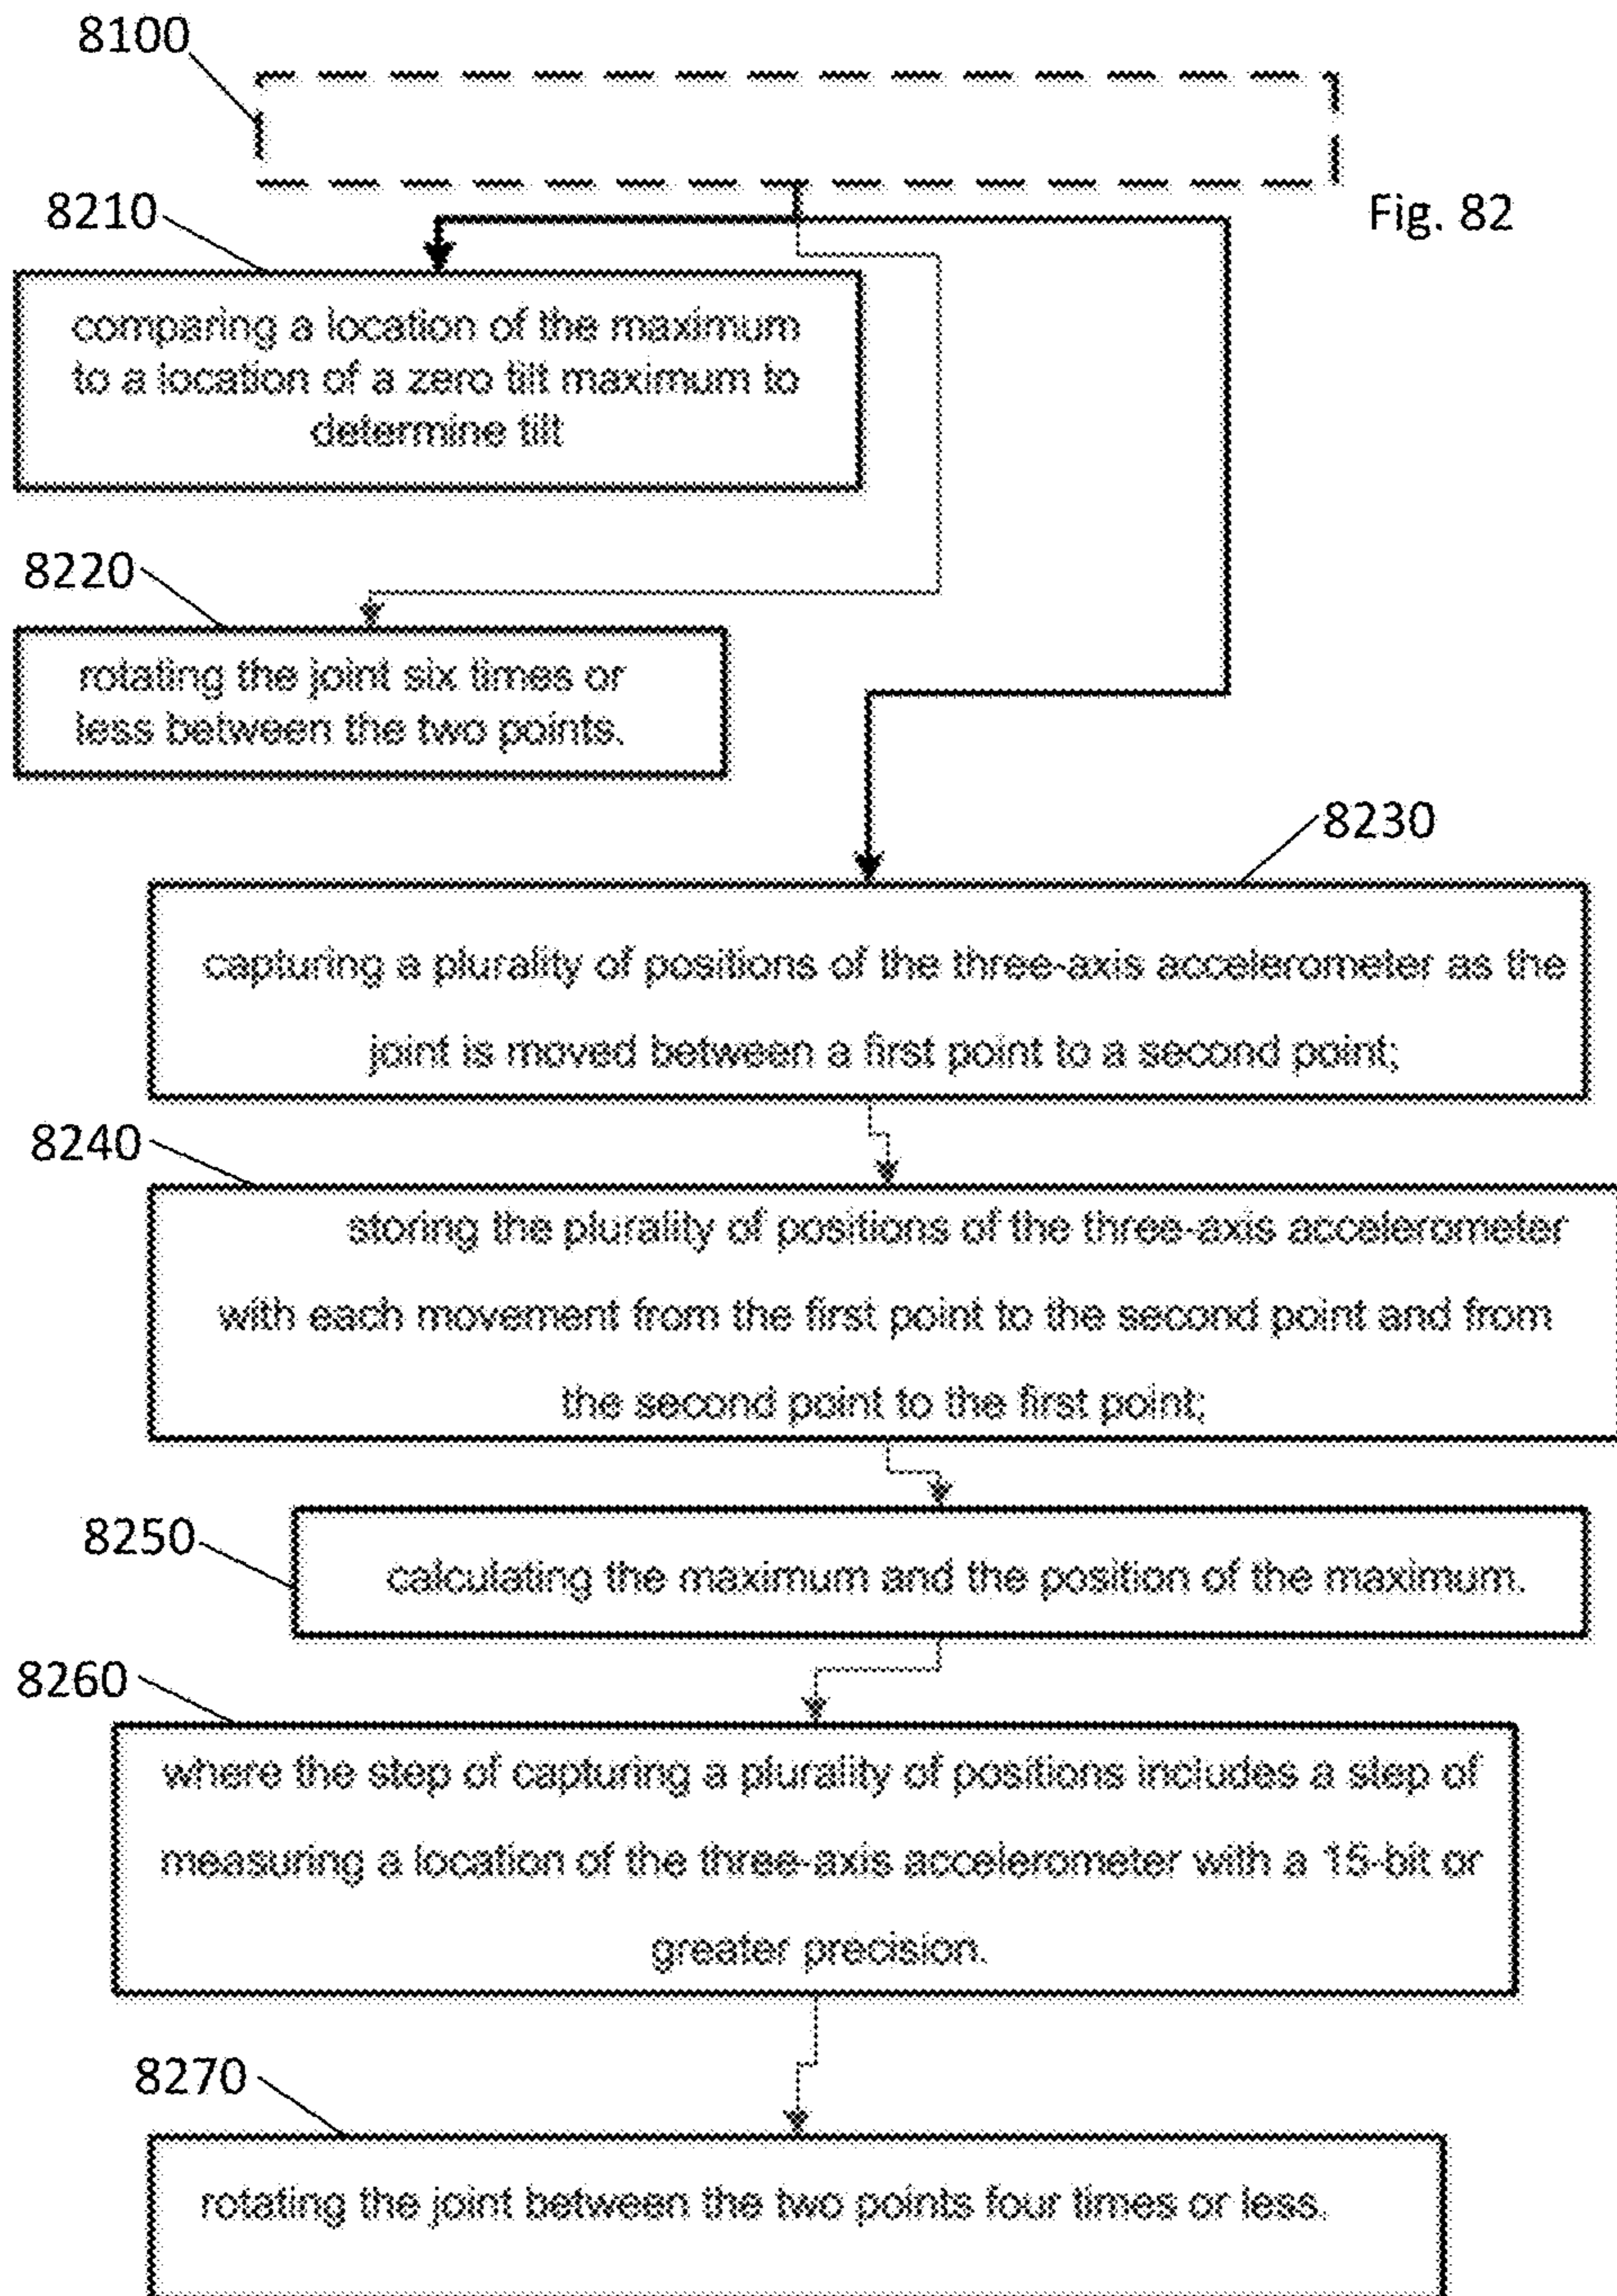 8100
Fig. 82
8210
comparing a location of the maximum
to a location of a zero tilt maximum to
determine tilt
8220
rotating the joint six times or
less between the two points.
8230
capturing a plurality of positions of the three-axis accelerometer as the
joint is moved between a first point to a second point;
8240
storing the plurality of positions of the three-axis accelerometer
with each movement from the first point to the second point and from
the second point to the first point;
8250
calculating the maximum and the position of the maximum.
8260
where the step of capturing a plurality of positions includes a step of
measuring a location of the three-axis accelerometer with a 15-bit or
greater precision.
8270
rotating the joint between the two points four times or less.